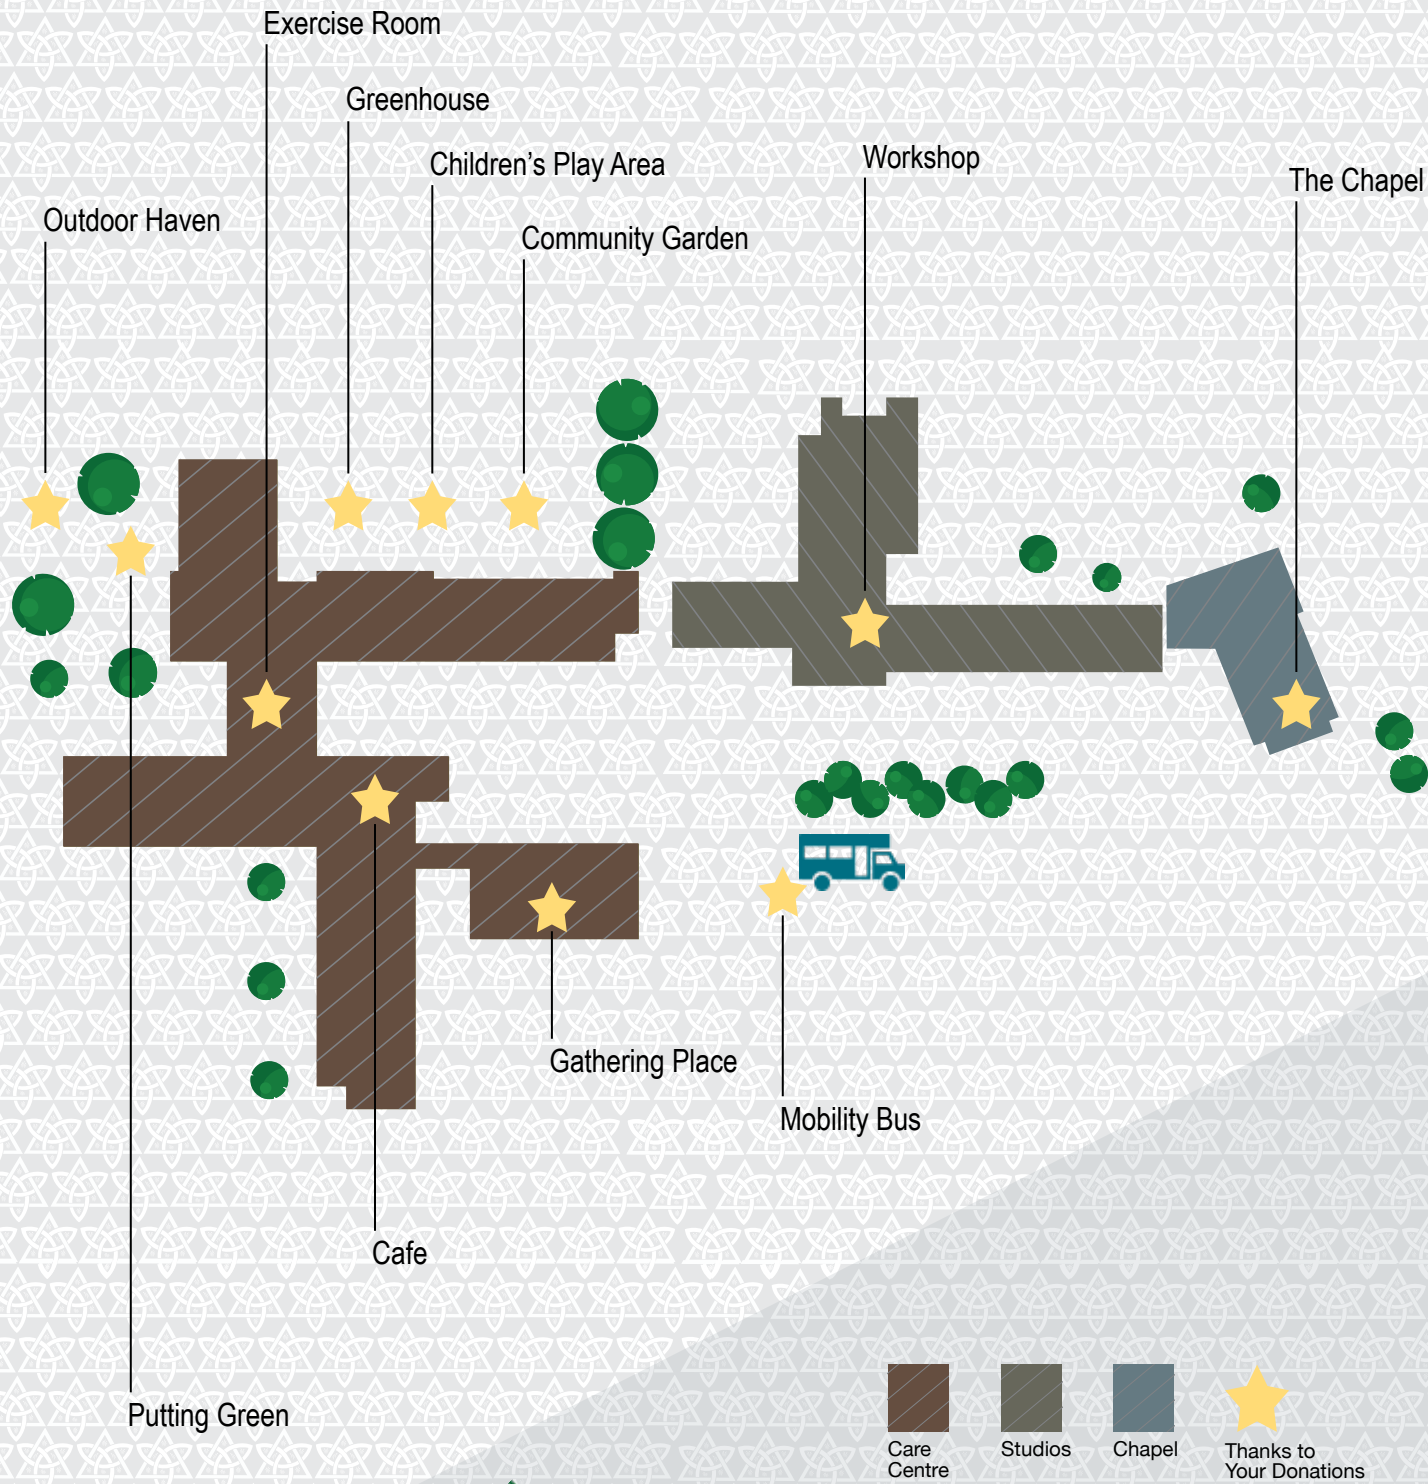 Exercise Room
Greenhouse
Children’s Play Area
Workshop
The Chapel
Outdoor Haven
Community Garden
Gathering Place
Mobility Bus
Cafe
Putting Green
Care
Centre
Studios
Chapel
Thanks to
Your Donations